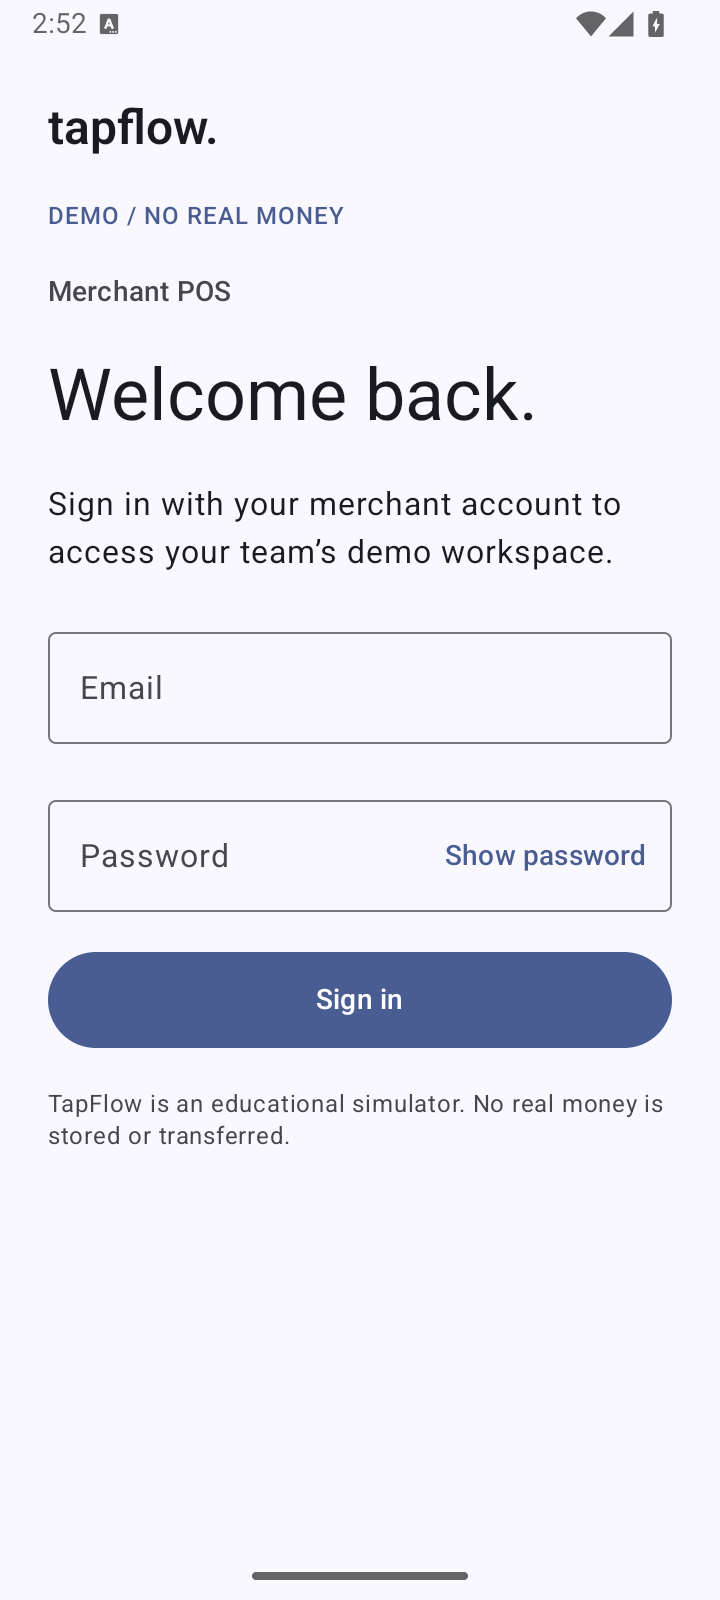 2:52
tapflow.
DEMO / NO REAL MONEY
Merchant POS
Welcome back.
Sign in with your merchant account to
access your team’s demo workspace.
Email
Password
Show password
Sign in
TapFlow is an educational simulator. No real money is
stored or transferred.